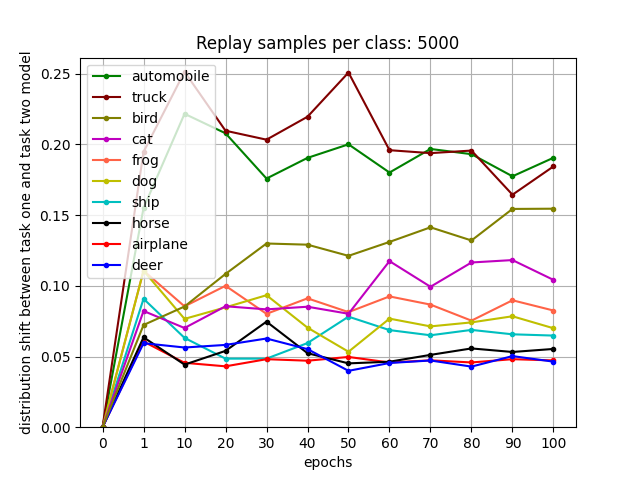 Replay samples per class: 5000
distribution shift between task one and task two model
0.25
0.20
0.15
0.10
0.05
0.00
automobile
truck
bird
cat
frog
dog
ship
horse
airplane
deer
0 1 10 20 30 40 50 60 70 80 90 100
epochs